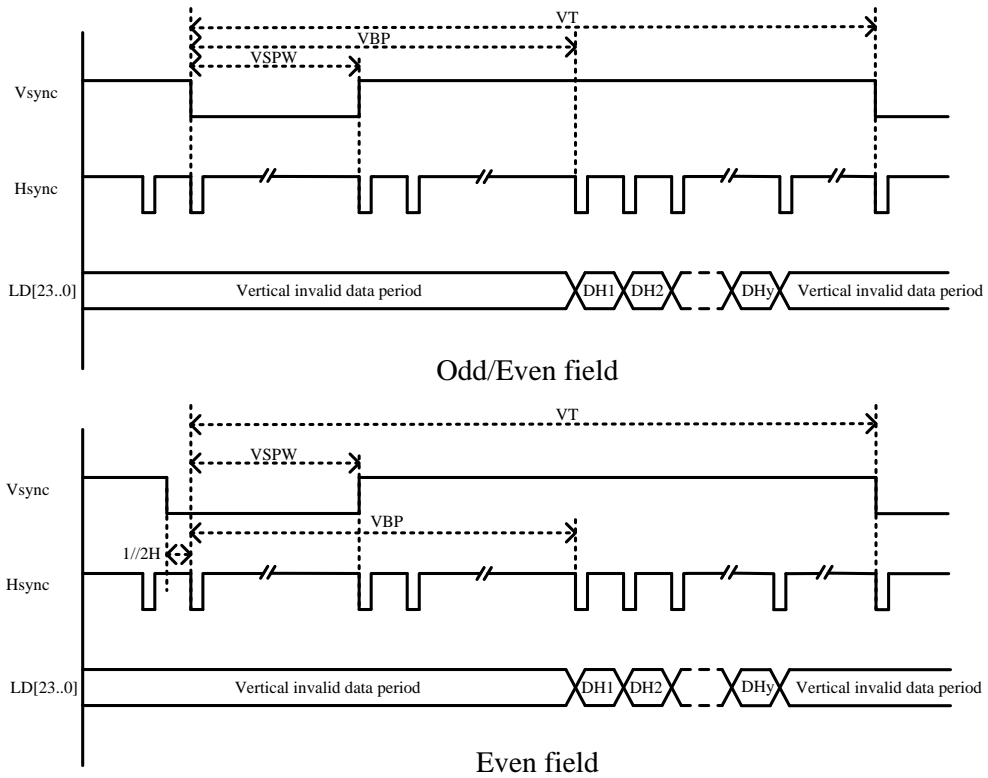 VT
VBP
VSPW
Vsync
Hsync
LD[23..0]
Vertical invalid data period
DH1
DH2
DHy
Vertical invalid data period
Odd/Even field
VT
VSPW
Vsync
VBP
1//2H
Hsync
LD[23..0]
Vertical invalid data period
DH1
DH2
DHy
Vertical invalid data period
Even field